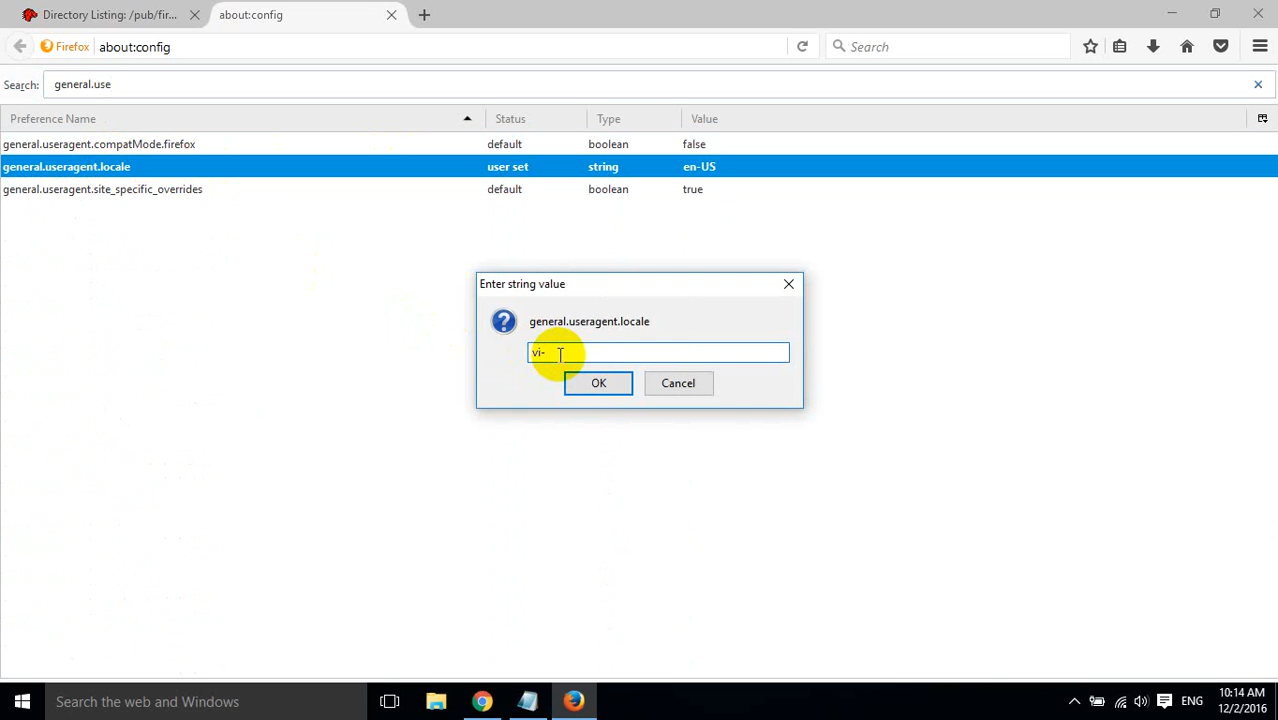 Directory Listing: /pub/fir...
about:config
Firefox
about:config
Search
Search:
general.use
Preference Name
Status
Type
Value
general.useragent.compatMode.firefox
default
boolean
false
general.useragent.locale
user set
string
en-US
general.useragent.site_specific_overrides
default
boolean
true
Enter string value
general.useragent.locale
vi-
OK
Cancel
Search the web and Windows
ENG
10:14 AM
12/2/2016